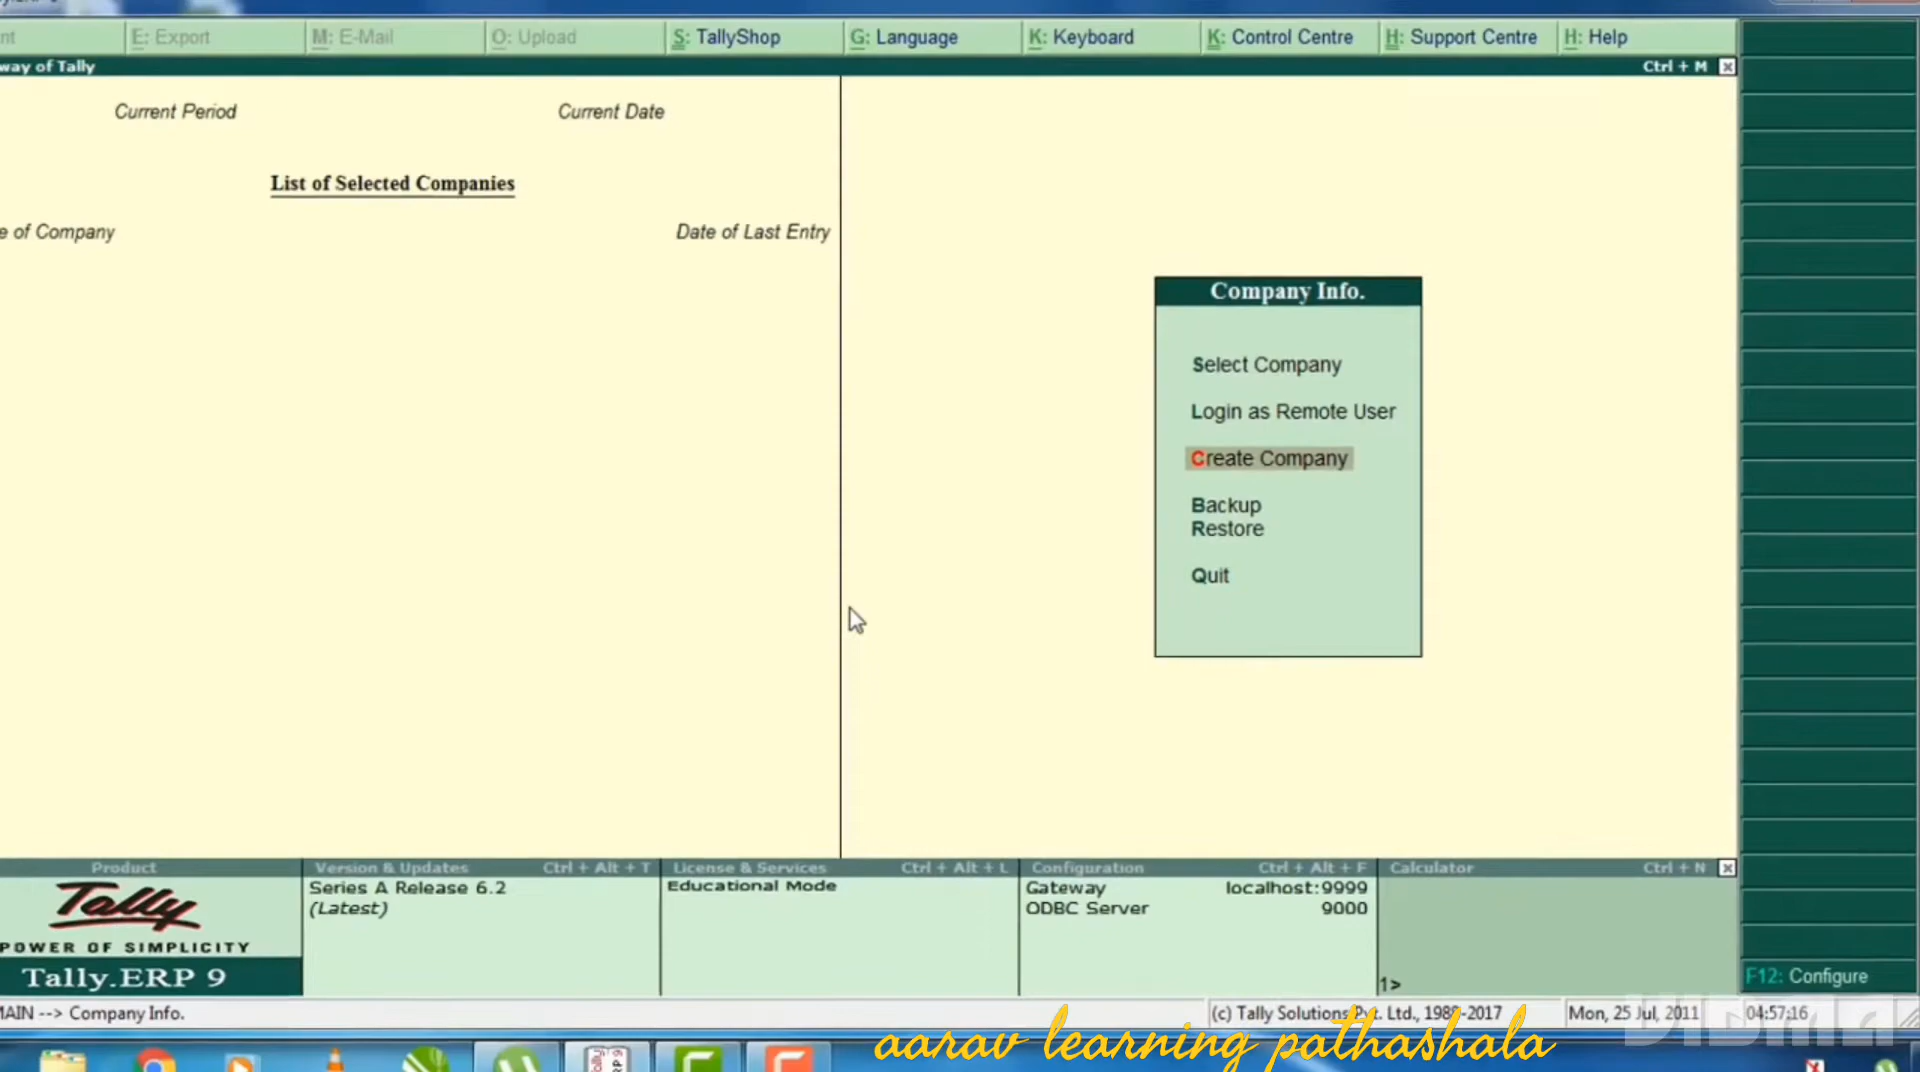 E: Export M: E-Mail O: Upload S: TallyShop G: Language K: Keyboard K: Control Centre H: Support Centre H: Help
way of Tally Ctrl + M
Current Period Current Date
List of Selected Companies
e of Company Date of Last Entry
Company Info.
Select Company
Login as Remote User
Create Company
Backup
Restore
Quit
Product Version & Updates Ctrl + Alt + T License & Services Ctrl + Alt + L Configuration Ctrl + Alt + F Calculator Ctrl + N
Tally
POWER OF SIMPLICITY
Tally.ERP 9
Series A Release 6.2
(Latest)
Educational Mode
Gateway localhost:9999
ODBC Server 9000
1>
F12: Configure
MAIN --> Company Info. (c) Tally Solutions Pvt. Ltd., 1988-2017 Mon, 25 Jul, 2011 04:57:16
VIDMA
aarav learning pathashala